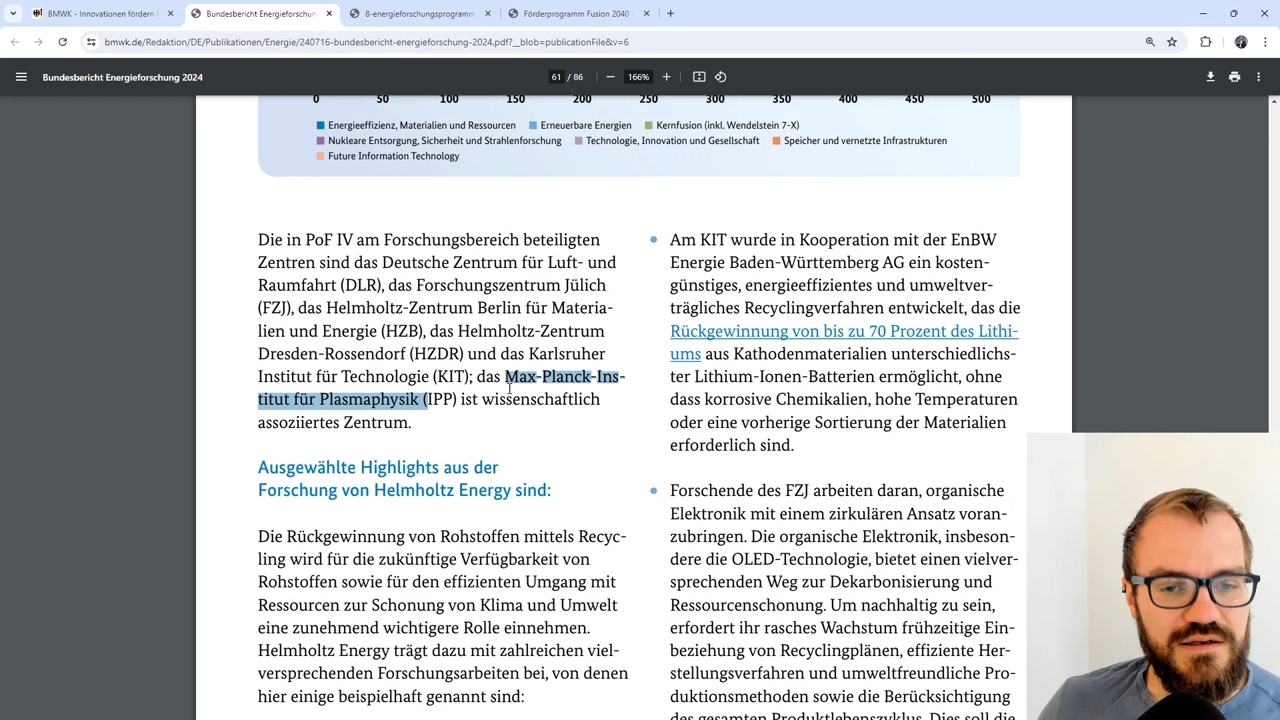 BMWK - Innovationen fördern
Bundesbericht Energieforschun
8-energieforschungsprogramm
Förderprogramm Fusion 2040 -
bmwk.de/Redaktion/DE/Publikationen/Energie/240716-bundesbericht-energieforschung-2024.pdf?__blob=publicationFile&v=6
Bundesbericht Energieforschung 2024
61 / 86
166%
0 50 100 150 200 250 300 350 400 450 500
Energieeffizienz, Materialien und Ressourcen Erneuerbare Energien Kernfusion (inkl. Wendelstein 7-X)
Nukleare Entsorgung, Sicherheit und Strahlenforschung Technologie, Innovation und Gesellschaft Speicher und vernetzte Infrastrukturen
Future Information Technology
Die in PoF IV am Forschungsbereich beteiligten
Zentren sind das Deutsche Zentrum für Luft- und
Raumfahrt (DLR), das Forschungszentrum Jülich
(FZJ), das Helmholtz-Zentrum Berlin für Materia-
lien und Energie (HZB), das Helmholtz-Zentrum
Dresden-Rossendorf (HZDR) und das Karlsruher
Institut für Technologie (KIT); das Max-Planck-Ins-
titut für Plasmaphysik (IPP) ist wissenschaftlich
assoziiertes Zentrum.
Ausgewählte Highlights aus der
Forschung von Helmholtz Energy sind:
Die Rückgewinnung von Rohstoffen mittels Recyc-
ling wird für die zukünftige Verfügbarkeit von
Rohstoffen sowie für den effizienten Umgang mit
Ressourcen zur Schonung von Klima und Umwelt
eine zunehmend wichtigere Rolle einnehmen.
Helmholtz Energy trägt dazu mit zahlreichen viel-
versprechenden Forschungsarbeiten bei, von denen
hier einige beispielhaft genannt sind:
• Am KIT wurde in Kooperation mit der EnBW
Energie Baden-Württemberg AG ein kosten-
günstiges, energieeffizientes und umweltver-
trägliches Recyclingverfahren entwickelt, das die
Rückgewinnung von bis zu 70 Prozent des Lithi-
ums aus Kathodenmaterialien unterschiedlichs-
ter Lithium-Ionen-Batterien ermöglicht, ohne
dass korrosive Chemikalien, hohe Temperaturen
oder eine vorherige Sortierung der Materialien
erforderlich sind.
• Forschende des FZJ arbeiten daran, organische
Elektronik mit einem zirkulären Ansatz voran-
zubringen. Die organische Elektronik, insbeson-
dere die OLED-Technologie, bietet einen vielver-
sprechenden Weg zur Dekarbonisierung und
Ressourcenschonung. Um nachhaltig zu sein,
erfordert ihr rasches Wachstum frühzeitige Ein-
beziehung von Recyclingplänen, effiziente Her-
stellungsverfahren und umweltfreundliche Pro-
duktionsmethoden sowie die Berücksichtigung
des gesamten Produktlebenszyklus. Dies soll die